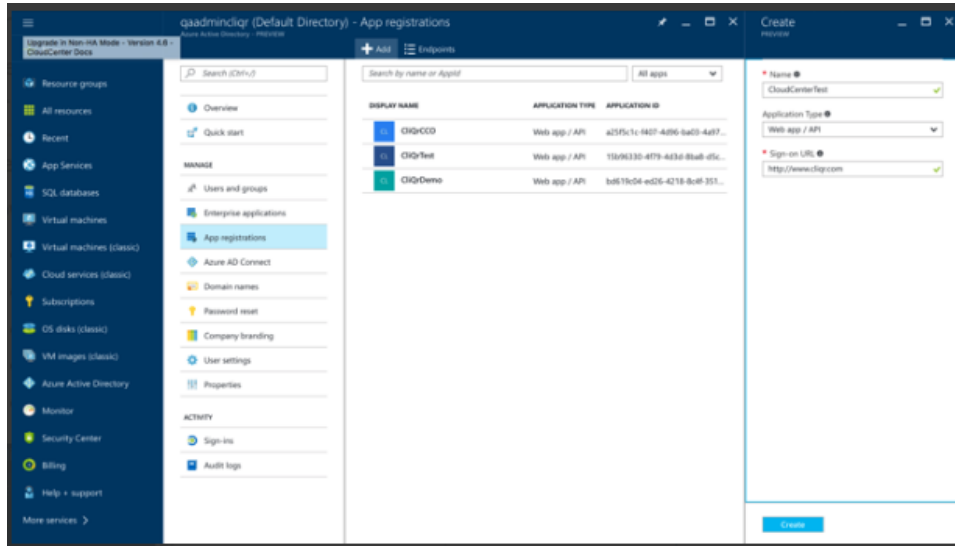 qaadmincliqr (Default Directory) - App registrations
Azure Active Directory - PREVIEW
Upgrade in Non-HA Mode - Version 4.6 -
CloudCenter Docs
Add
Endpoints
Resource groups
All resources
Recent
App Services
SQL databases
Virtual machines
Virtual machines (classic)
Cloud services (classic)
Subscriptions
OS disks (classic)
VM images (classic)
Azure Active Directory
Monitor
Security Center
Billing
Help + support
More services
Search (Ctrl+/)
Overview
Quick start
MANAGE
Users and groups
Enterprise applications
App registrations
Azure AD Connect
Domain names
Password reset
Company branding
User settings
Properties
ACTIVITY
Sign-ins
Audit logs
Search by name or AppId
All apps
DISPLAY NAME APPLICATION TYPE APPLICATION ID
CL CliQrCCO Web app / API
CL CliQrTest Web app / API
CL CliQrDemo Web app / API
Create
PREVIEW
* Name
CloudCenterTest
Application Type
Web app / API
* Sign-on URL
http://www.cliqr.com
Create